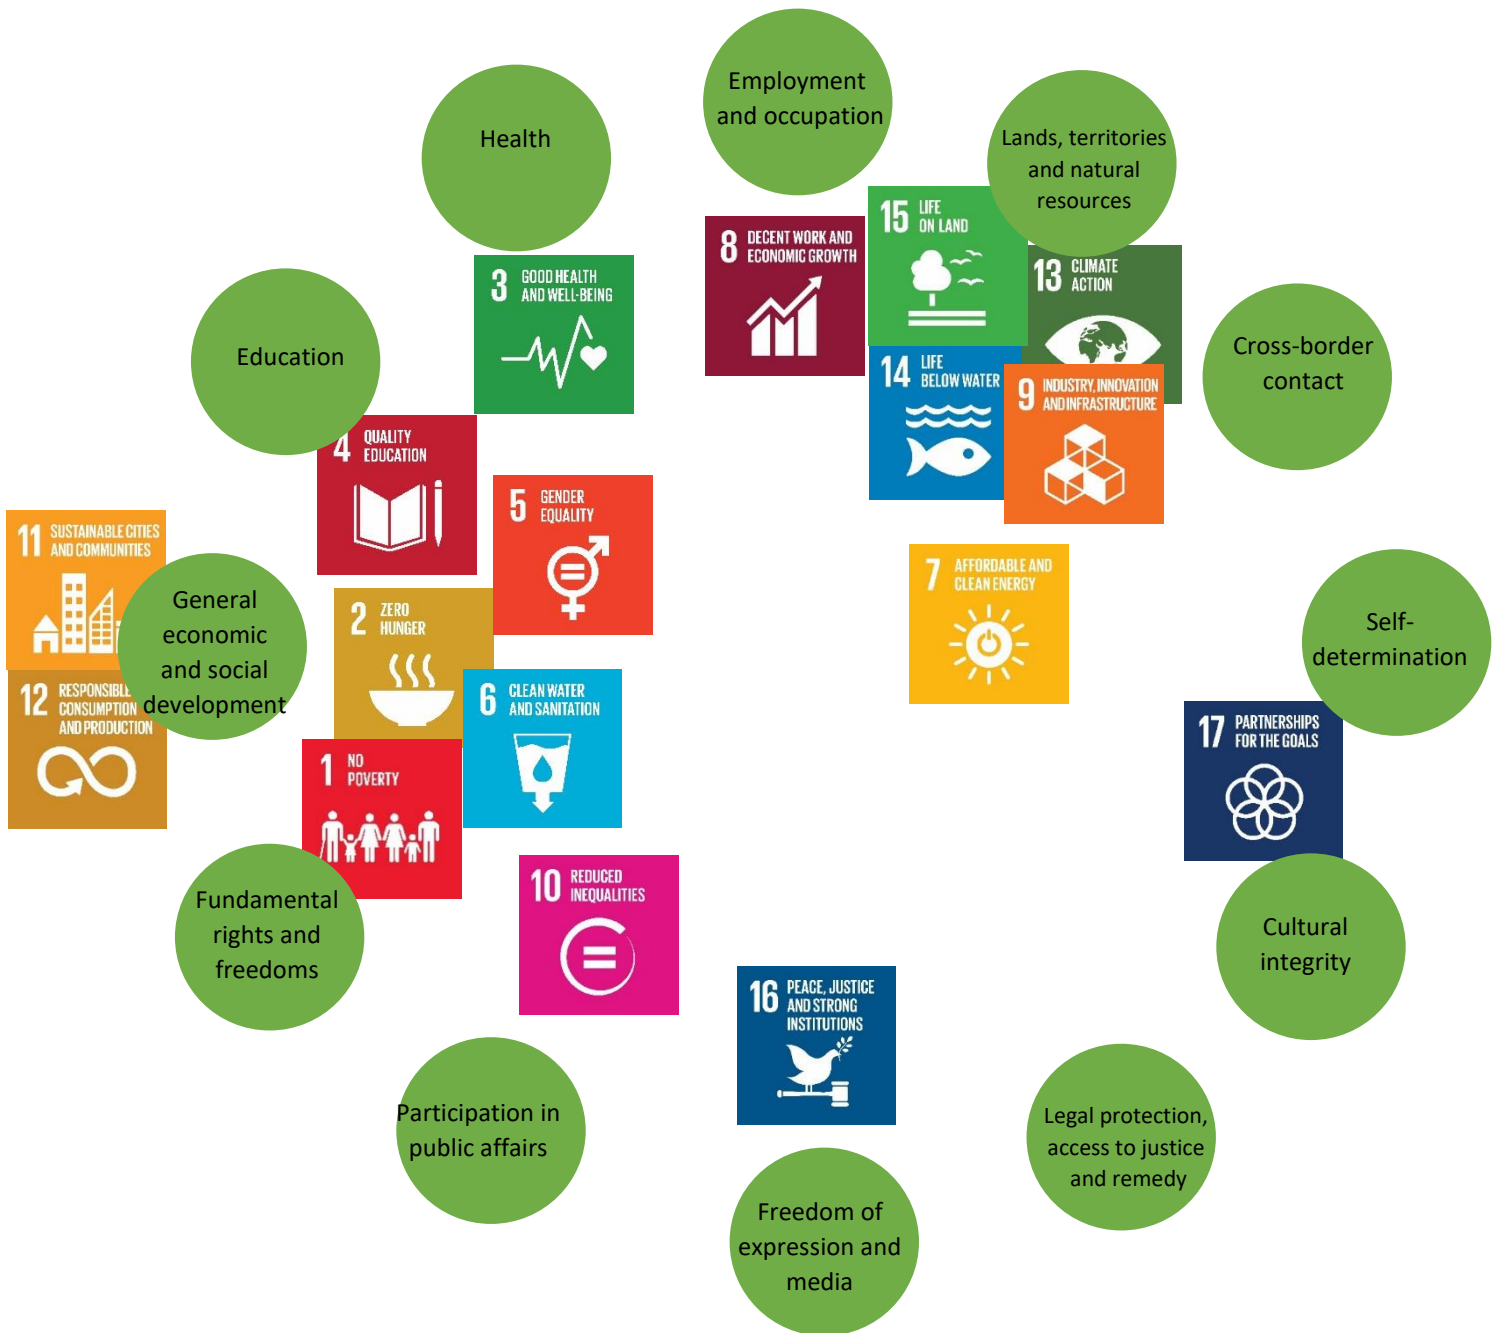 Employment
and occupation
Health
Lands, territories
and natural
resources
15 LIFE
ON LAND
8 DECENT WORK AND
ECONOMIC GROWTH
3 GOOD HEALTH
AND WELL-BEING
13 CLIMATE
ACTION
Education
Cross-border
contact
14 LIFE
BELOW WATER
9 INDUSTRY, INNOVATION
AND INFRASTRUCTURE
4 QUALITY
EDUCATION
5 GENDER
EQUALITY
11 SUSTAINABLE CITIES
AND COMMUNITIES
7 AFFORDABLE AND
CLEAN ENERGY
General
economic
and social
development
2 ZERO
HUNGER
Self-
determination
12 RESPONSIBLE
CONSUMPTION
AND PRODUCTION
6 CLEAN WATER
AND SANITATION
17 PARTNERSHIPS
FOR THE GOALS
1 NO
POVERTY
Fundamental
rights and
freedoms
10 REDUCED
INEQUALITIES
Cultural
integrity
16 PEACE, JUSTICE
AND STRONG
INSTITUTIONS
Participation in
public affairs
Legal protection,
access to justice
and remedy
Freedom of
expression and
media